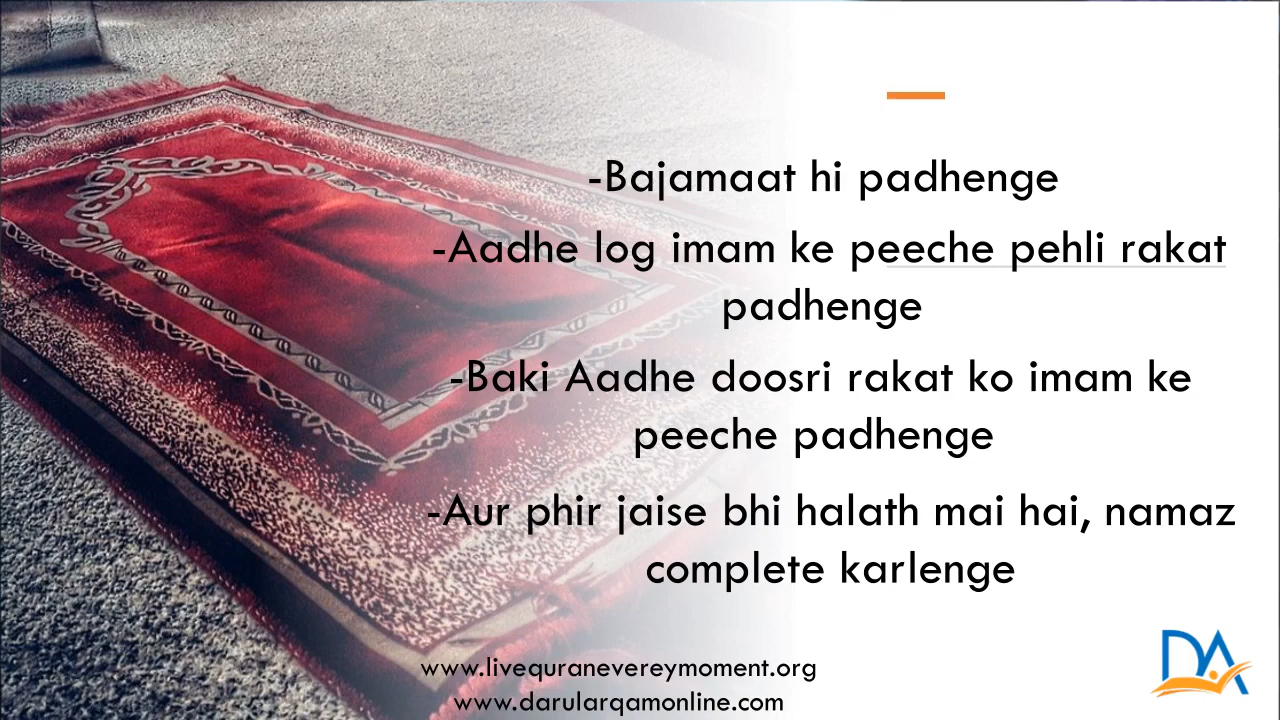 -Bajamaat hi padhenge
-Aadhe log imam ke peeche pehli rakat
padhenge
-Baki Aadhe doosri rakat ko imam ke
peeche padhenge
-Aur phir jaise bhi halath mai hai, namaz
complete karlenge
www.livequranevereymoment.org
www.darularqamonline.com
DA